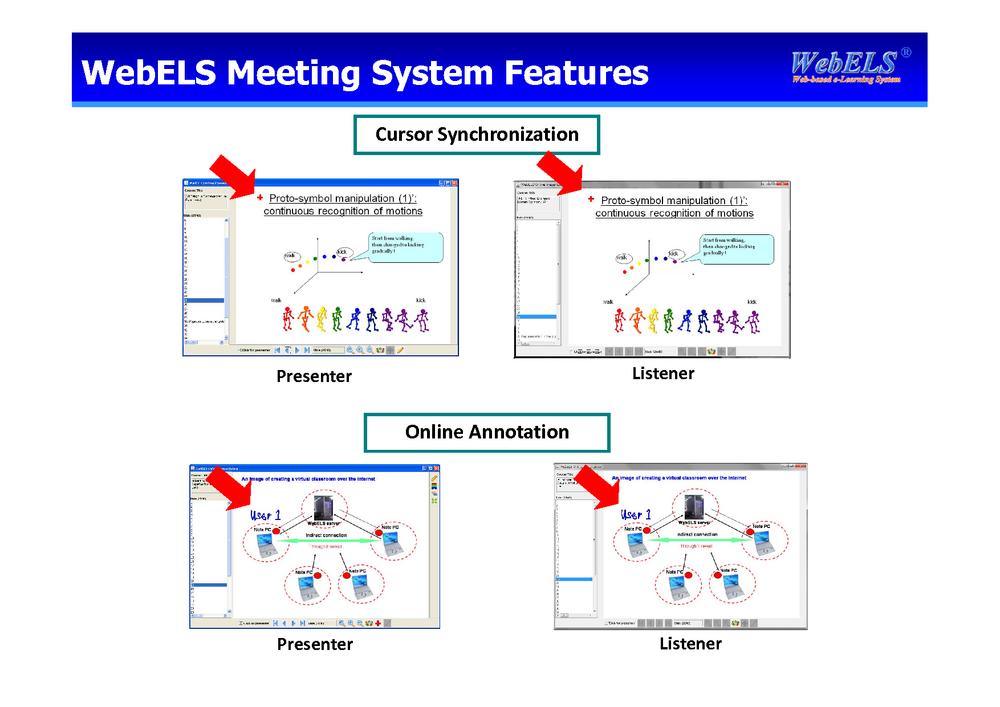 WebELS Meeting System Features
WebELS®
Web-based e-Learning System
Cursor Synchronization
Proto-symbol manipulation (1)':
continuous recognition of motions
Start from walking,
then changed to kicking
gradually!
walk
kick
walk
kick
Presenter
Proto-symbol manipulation (1)':
continuous recognition of motions
Start from walking,
then changed to kicking
gradually!
walk
kick
walk
kick
Listener
Online Annotation
An image of creating a virtual classroom over the Internet
User 1
WebELS server
Note PC
Note PC
Indirect connection
Through server
Note PC
Note PC
Presenter
An image of creating a virtual classroom over the Internet
User 1
WebELS server
Note PC
Note PC
Indirect connection
Through server
Note PC
Note PC
Listener